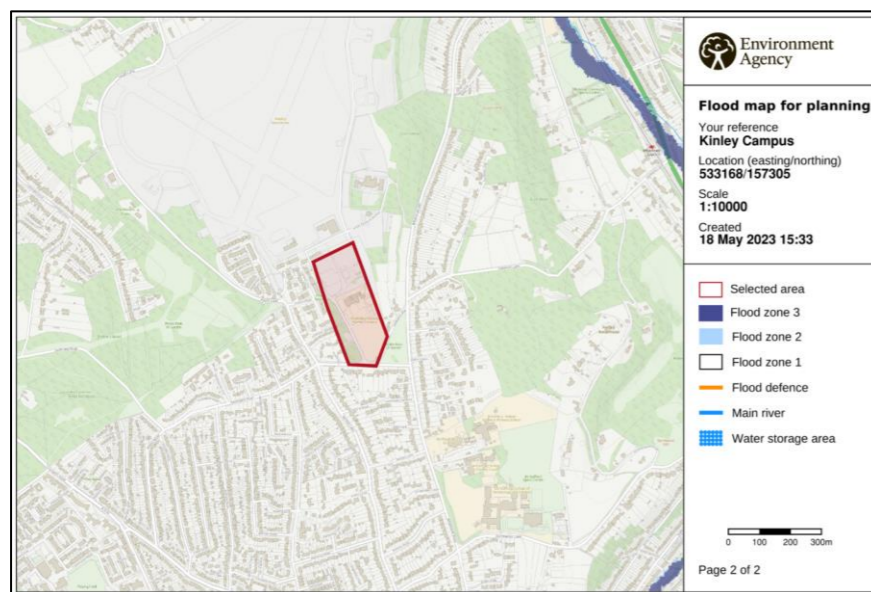 Environment
Agency
Flood map for planning
Your reference
Kinley Campus
Location (easting/northing)
533168/157305
Scale
1:10000
Created
18 May 2023 15:33
Selected area
Flood zone 3
Flood zone 2
Flood zone 1
Flood defence
Main river
Water storage area
0 100 200 300m
Page 2 of 2